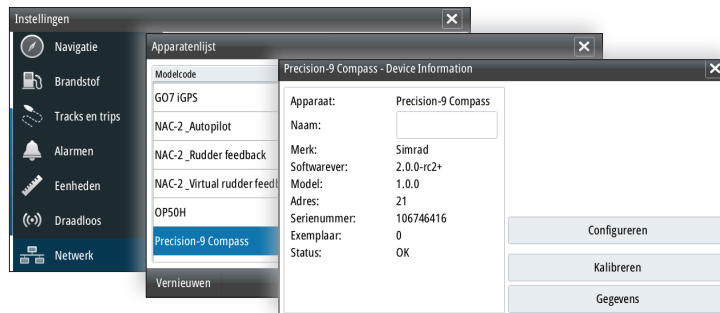 Instellingen
Navigatie
Brandstof
Tracks en trips
Alarmen
Eenheden
Draadloos
Netwerk
Apparatenlijst
Modelcode
GO7 iGPS
NAC-2 _Autopilot
NAC-2 _Rudder feedback
NAC-2 _Virtual rudder feedb
OP50H
Precision-9 Compass
Vernieuwen
Precision-9 Compass - Device Information
Apparaat: Precision-9 Compass
Naam:
Merk: Simrad
Softwarever: 2.0.0-rc2+
Model: 1.0.0
Adres: 21
Serienummer: 106746416
Exemplaar: 0
Status: OK
Configureren
Kalibreren
Gegevens